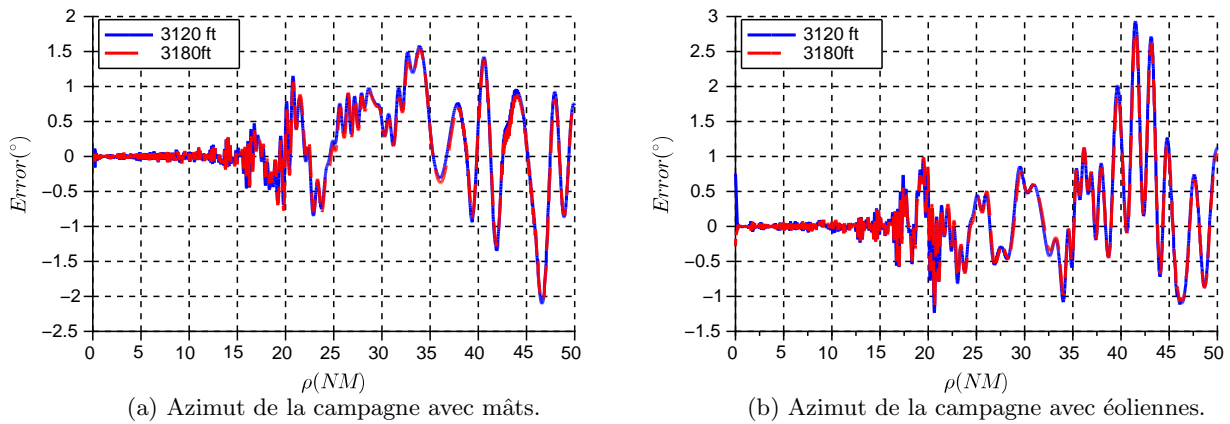 3120 ft
3180ft
2
1.5
1
0.5
0
−0.5
−1
−1.5
−2
−2.5
Error(°)
0 5 10 15 20 25 30 35 40 45 50
ρ(NM)
(a) Azimut de la campagne avec mâts.
3120 ft
3180ft
3
2.5
2
1.5
1
0.5
0
−0.5
−1
−1.5
Error(°)
0 5 10 15 20 25 30 35 40 45 50
ρ(NM)
(b) Azimut de la campagne avec éoliennes.